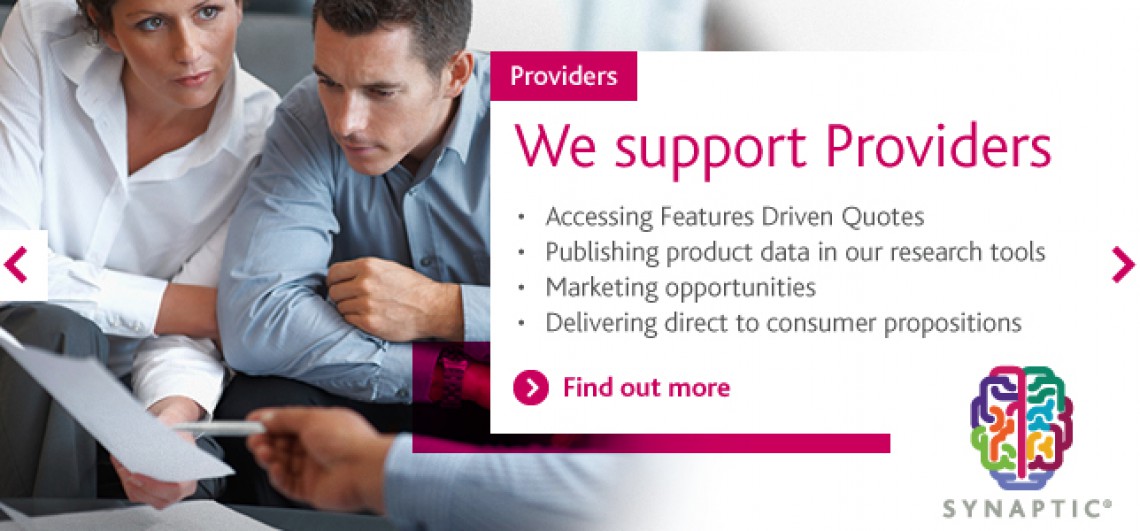 Providers
We support Providers
• Accessing Features Driven Quotes
• Publishing product data in our research tools
• Marketing opportunities
• Delivering direct to consumer propositions
Find out more
SYNAPTIC®